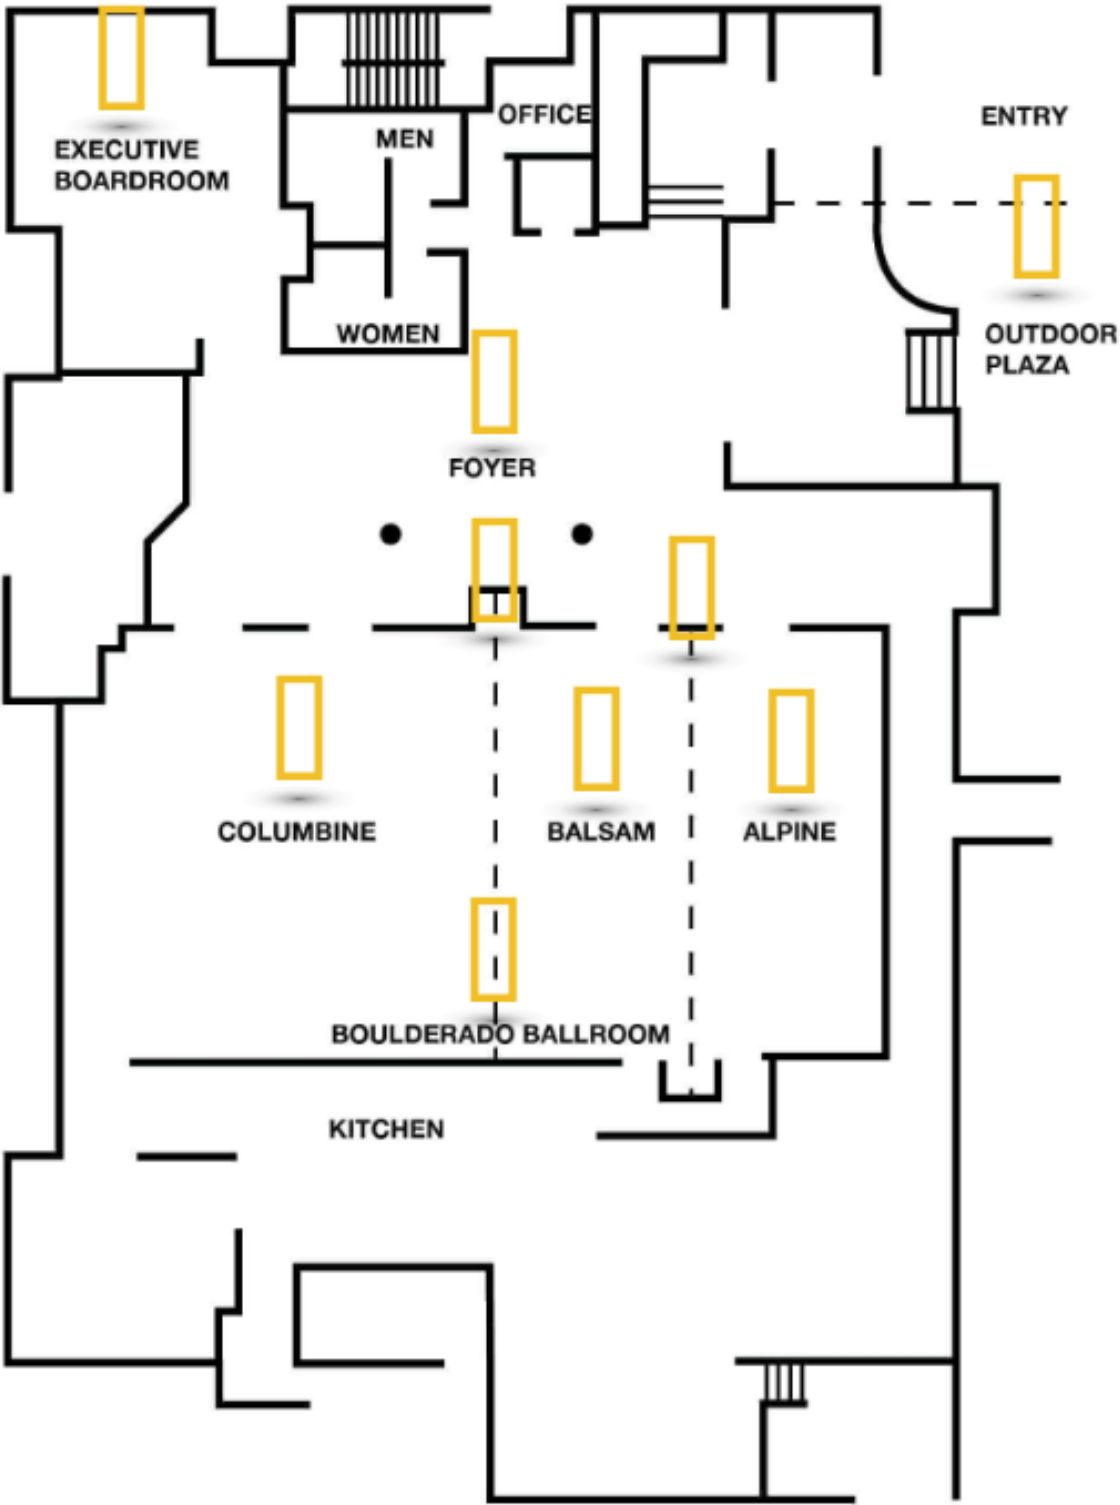 OFFICE
ENTRY
MEN
EXECUTIVE
BOARDROOM
WOMEN
OUTDOOR
PLAZA
FOYER
COLUMBINE
BALSAM
ALPINE
BOULDERADO BALLROOM
KITCHEN